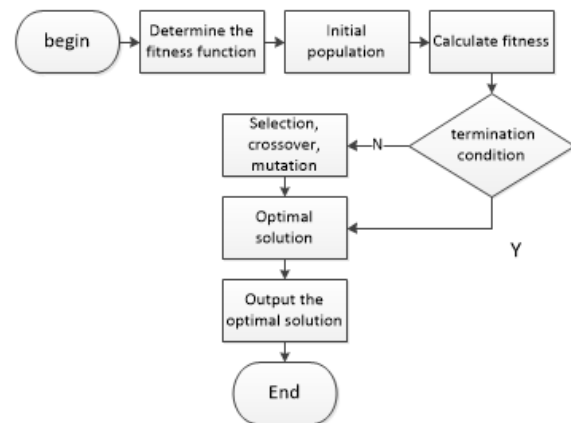 begin
Determine the
fitness function
Initial
population
Calculate fitness
termination
condition
N
Selection,
crossover,
mutation
Optimal
solution
Y
Output the
optimal solution
End